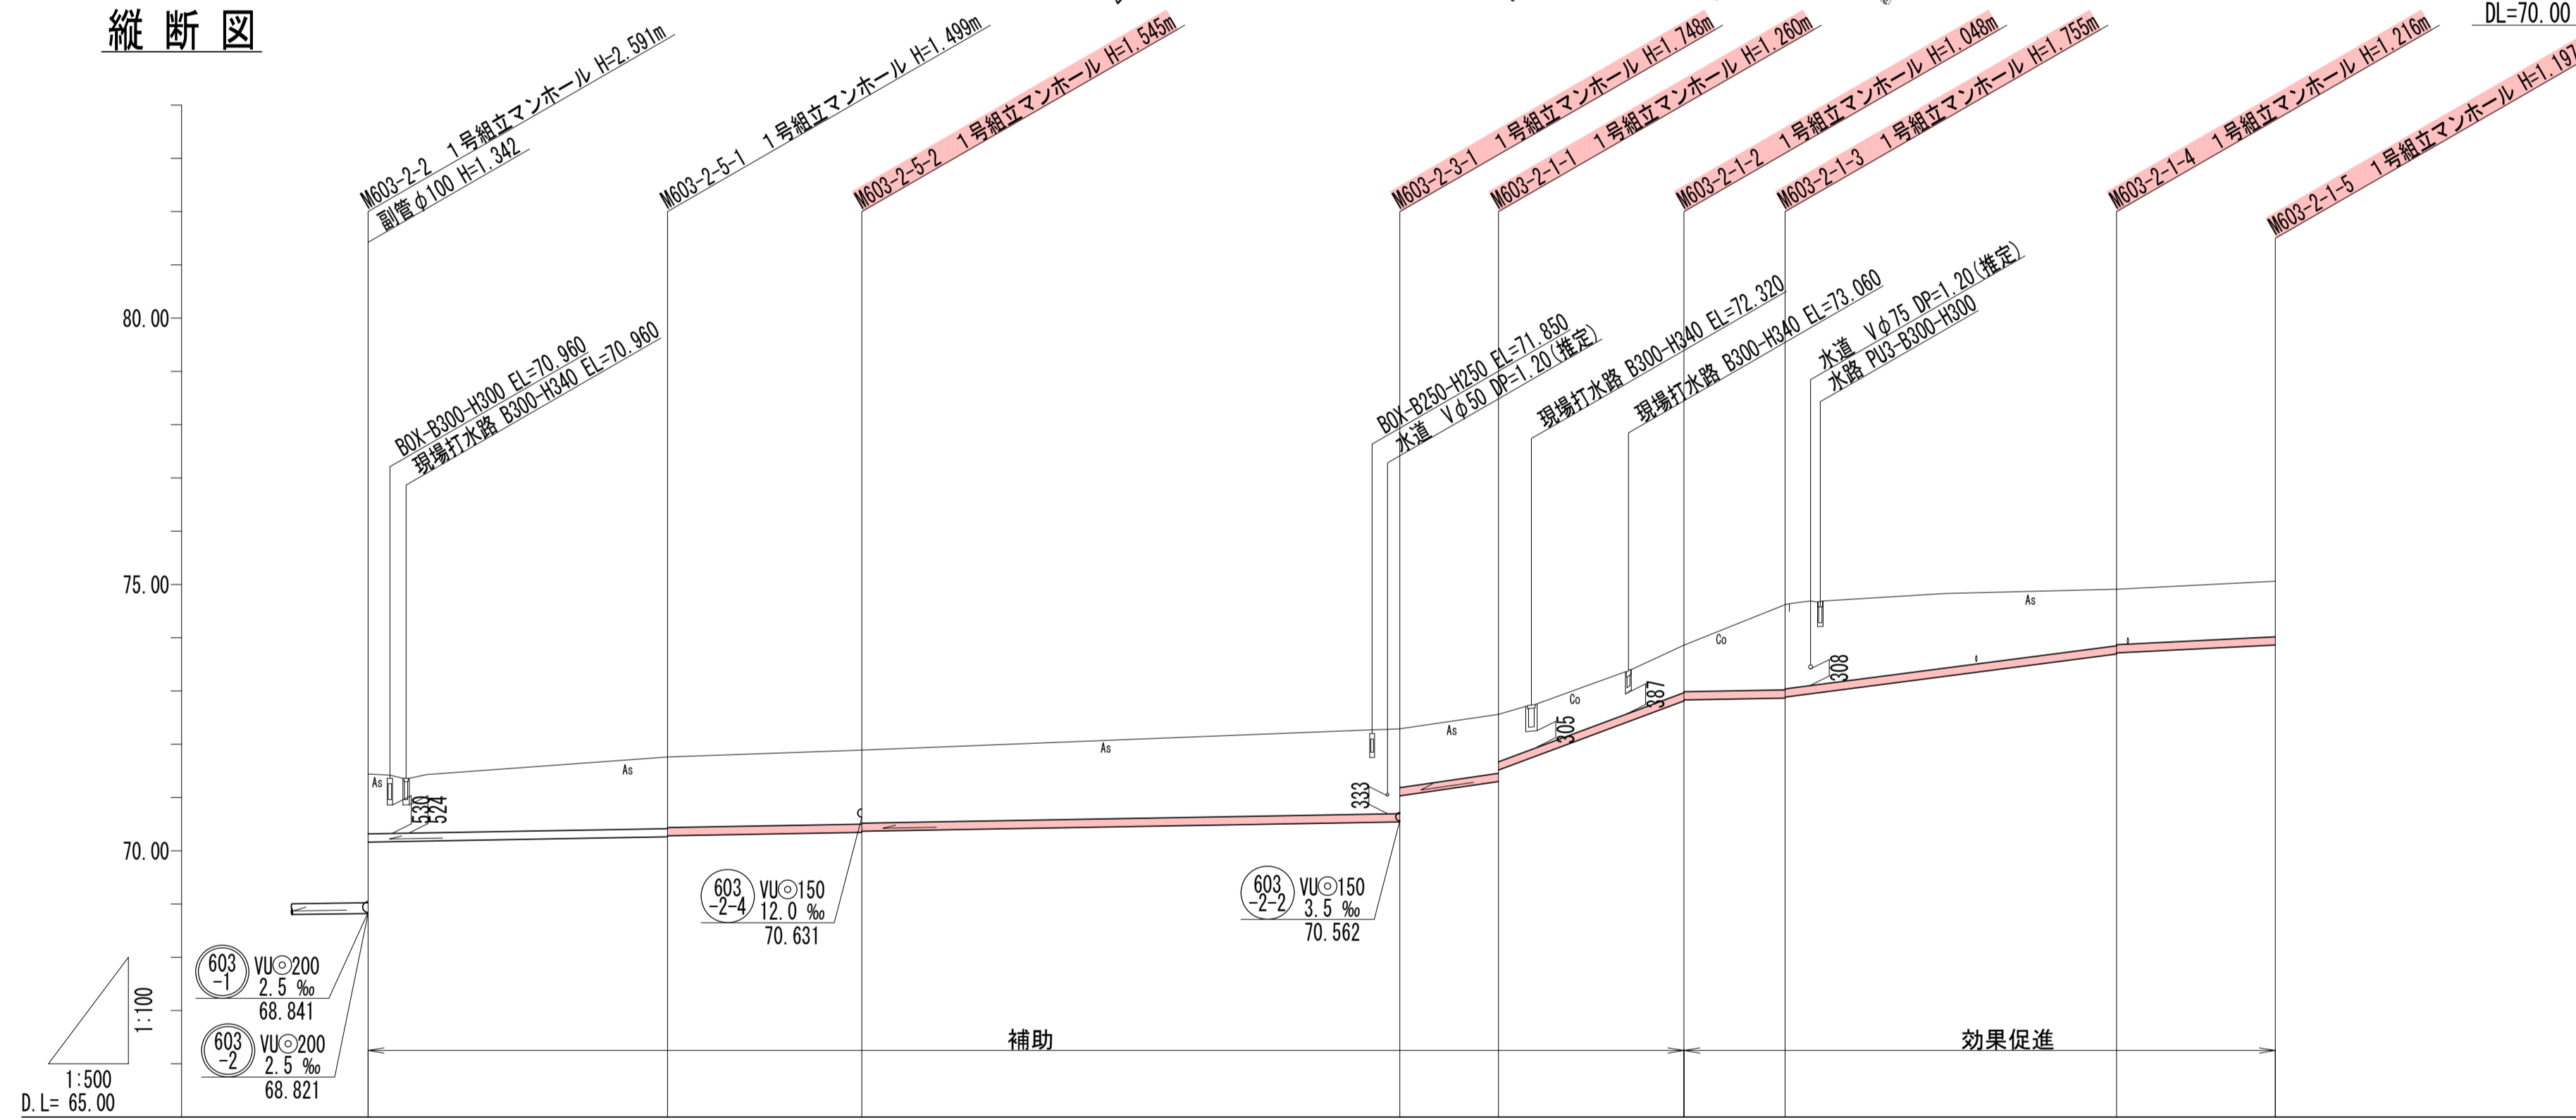 縦断図
DL=70.00
M603-2-2 1号組立マンホール H=2.591m
副管φ100 H=1.342
M603-2-5-1 1号組立マンホール H=1.499m
M603-2-5-2 1号組立マンホール H=1.545m
M603-2-3-1 1号組立マンホール H=1.748m
M603-2-1-1 1号組立マンホール H=1.260m
M603-2-1-2 1号組立マンホール H=1.048m
M603-2-1-3 1号組立マンホール H=1.755m
M603-2-1-4 1号組立マンホール H=1.216m
M603-2-1-5 1号組立マンホール H=1.197
BOX-B300-H300 EL=70.960
現場打水路 B300-H340 EL=70.960
BOX-B250-H250 EL=71.850
水道 Vφ50 DP=1.20(推定)
現場打水路 B300-H340 EL=72.320
現場打水路 B300-H340 EL=73.060
水道 Vφ75 DP=1.20(推定)
水路 PU3-B300-H300
80.00
75.00
70.00
As
As
As
As
Co
Co
As
530
524
333
305
387
308
603
-2-4
VU◎150
12.0 ‰
70.631
603
-2-2
VU◎150
3.5 ‰
70.562
603
-1
VU◎200
2.5 ‰
68.841
603
-2
VU◎200
2.5 ‰
68.821
補助
効果促進
1:100
1:500
D.L= 65.00